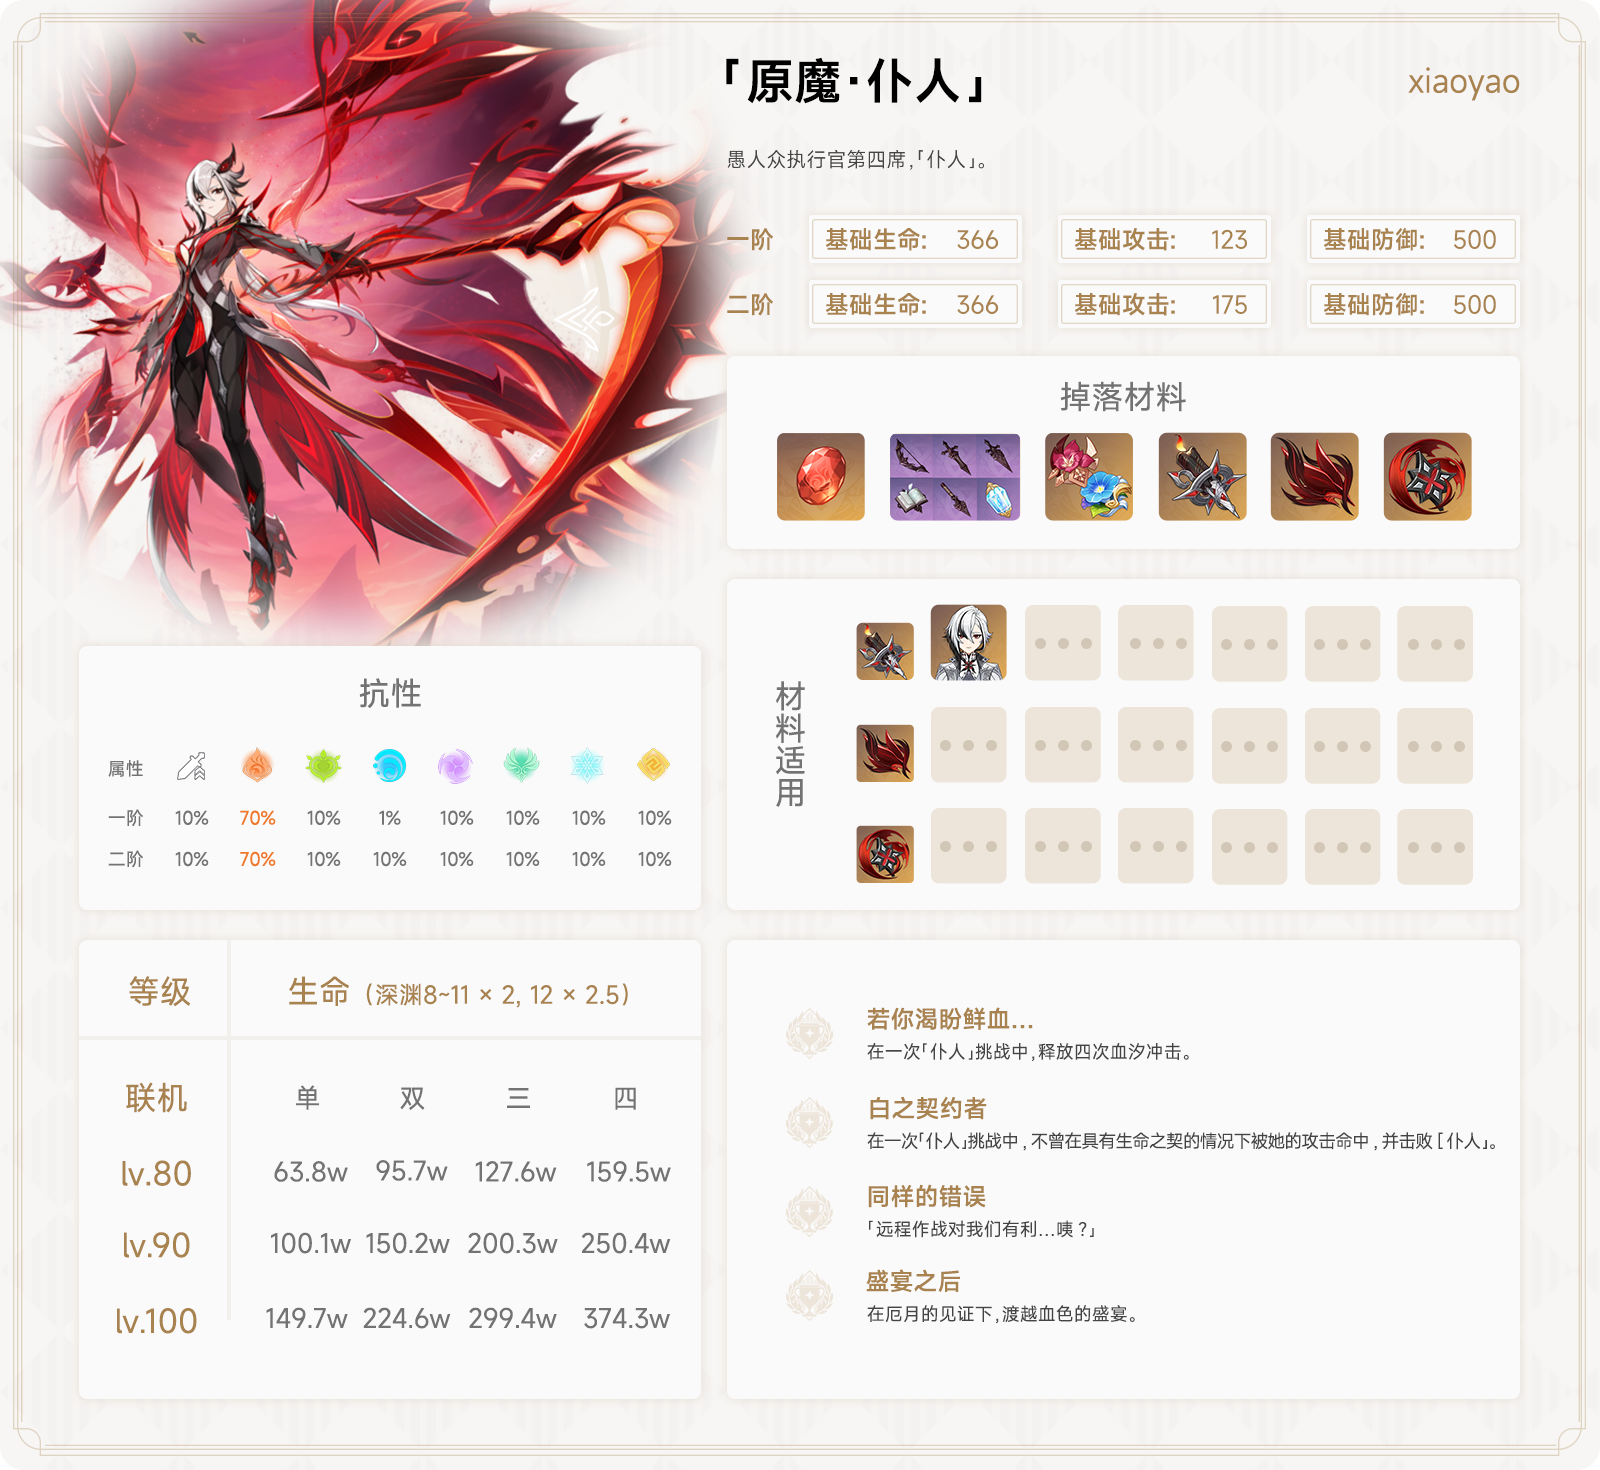 「原魔·仆人」
xiaoyao
愚人众执行官第四席,「仆人」。
一阶 基础生命: 366 基础攻击: 123 基础防御: 500
二阶 基础生命: 366 基础攻击: 175 基础防御: 500
掉落材料
材料适用
抗性
属性
一阶 10% 70% 10% 1% 10% 10% 10% 10%
二阶 10% 70% 10% 10% 10% 10% 10% 10%
等级 生命 (深渊8~11 × 2, 12 × 2.5)
联机 单 双 三 四
lv.80 63.8w 95.7w 127.6w 159.5w
lv.90 100.1w 150.2w 200.3w 250.4w
lv.100 149.7w 224.6w 299.4w 374.3w
若你渴盼鲜血...
在一次「仆人」挑战中,释放四次血汐冲击。
白之契约者
在一次「仆人」挑战中,不曾在具有生命之契的情况下被她的攻击命中,并击败[仆人」。
同样的错误
「远程作战对我们有利...咦?」
盛宴之后
在厄月的见证下,渡越血色的盛宴。